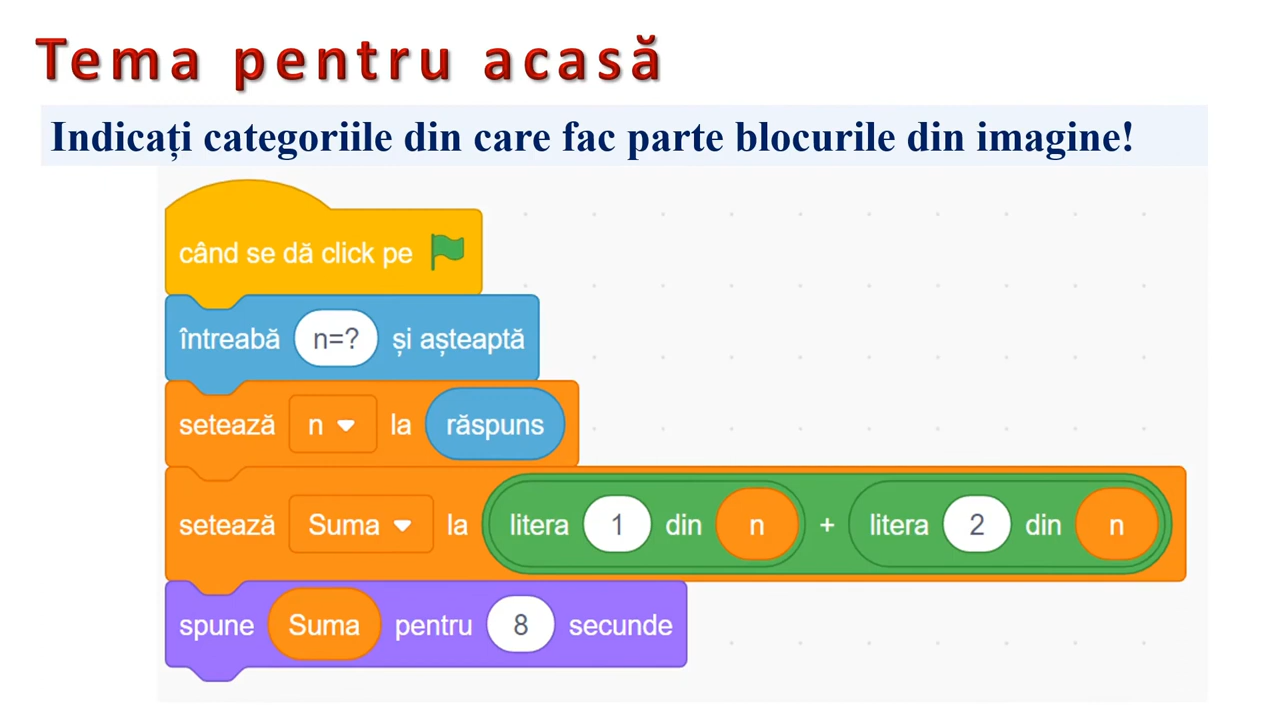 Tema pentru acasă
Indicați categoriile din care fac parte blocurile din imagine!
când se dă click pe
întreabă n=? și așteaptă
setează n la răspuns
setează Suma la litera 1 din n + litera 2 din n
spune Suma pentru 8 secunde